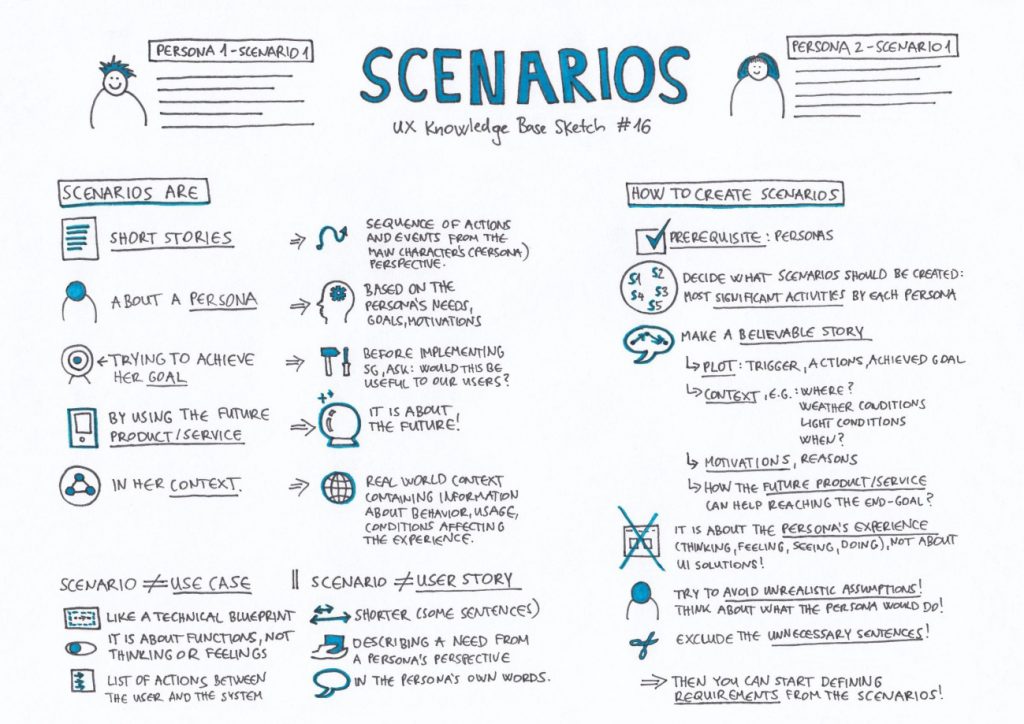 PERSONA 1 - SCENARIO 1
SCENARIOS
UX Knowledge Base Sketch #16
PERSONA 2 - SCENARIO 1
SCENARIOS ARE
SHORT STORIES
⇒ SEQUENCE OF ACTIONS
AND EVENTS FROM THE
MAIN CHARACTER'S (PERSONA)
PERSPECTIVE.
ABOUT A PERSONA
⇒ BASED ON THE
PERSONA'S NEEDS,
GOALS, MOTIVATIONS
← TRYING TO ACHIEVE
HER GOAL
⇒ BEFORE IMPLEMENTING
SG, ASK: WOULD THIS BE
USEFUL TO OUR USERS?
BY USING THE FUTURE
PRODUCT/SERVICE
⇒ IT IS ABOUT
THE FUTURE!
IN HER CONTEXT.
⇒ REAL WORLD CONTEXT
CONTAINING INFORMATION
ABOUT BEHAVIOR, USAGE,
CONDITIONS AFFECTING
THE EXPERIENCE.
SCENARIO ≠ USE CASE
LIKE A TECHNICAL BLUEPRINT
IT IS ABOUT FUNCTIONS, NOT
THINKING OR FEELINGS
LIST OF ACTIONS BETWEEN
THE USER AND THE SYSTEM
SCENARIO ≠ USER STORY
SHORTER (SOME SENTENCES)
DESCRIBING A NEED FROM
A PERSONA'S PERSPECTIVE
IN THE PERSONA'S OWN WORDS.
HOW TO CREATE SCENARIOS
PREREQUISITE: PERSONAS
S1 S2
S4 S3
S5
DECIDE WHAT SCENARIOS SHOULD BE CREATED:
MOST SIGNIFICANT ACTIVITIES BY EACH PERSONA
MAKE A BELIEVABLE STORY
↳ PLOT: TRIGGER, ACTIONS, ACHIEVED GOAL
↳ CONTEXT, E.G.: WHERE?
WEATHER CONDITIONS
LIGHT CONDITIONS
WHEN?
↳ MOTIVATIONS, REASONS
↳ HOW THE FUTURE PRODUCT/SERVICE
CAN HELP REACHING THE END-GOAL?
IT IS ABOUT THE PERSONA'S EXPERIENCE
(THINKING, FEELING, SEEING, DOING), NOT ABOUT
UI SOLUTIONS!
TRY TO AVOID UNREALISTIC ASSUMPTIONS!
THINK ABOUT WHAT THE PERSONA WOULD DO!
EXCLUDE THE UNNECESSARY SENTENCES!
⇒ THEN YOU CAN START DEFINING
REQUIREMENTS FROM THE SCENARIOS!